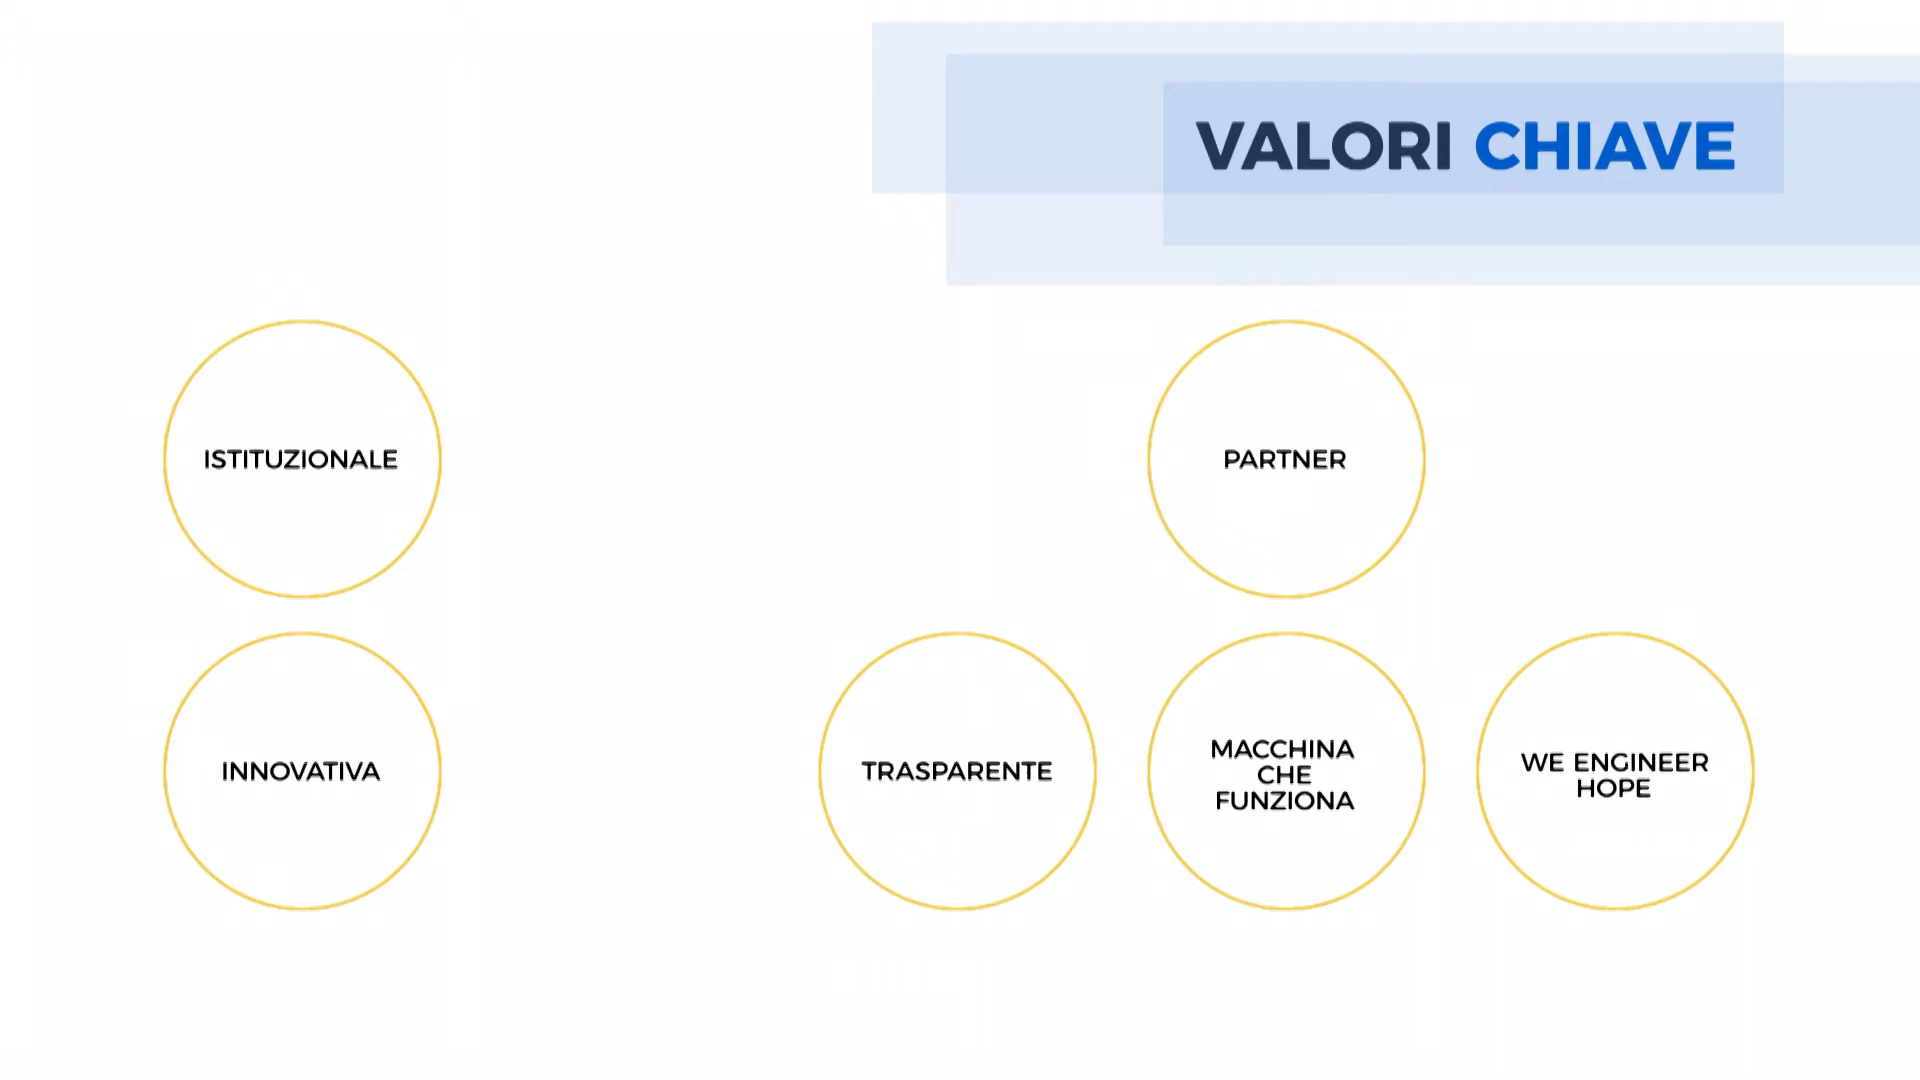 VALORI CHIAVE
ISTITUZIONALE
PARTNER
INNOVATIVA
TRASPARENTE
MACCHINA
CHE
FUNZIONA
WE ENGINEER
HOPE